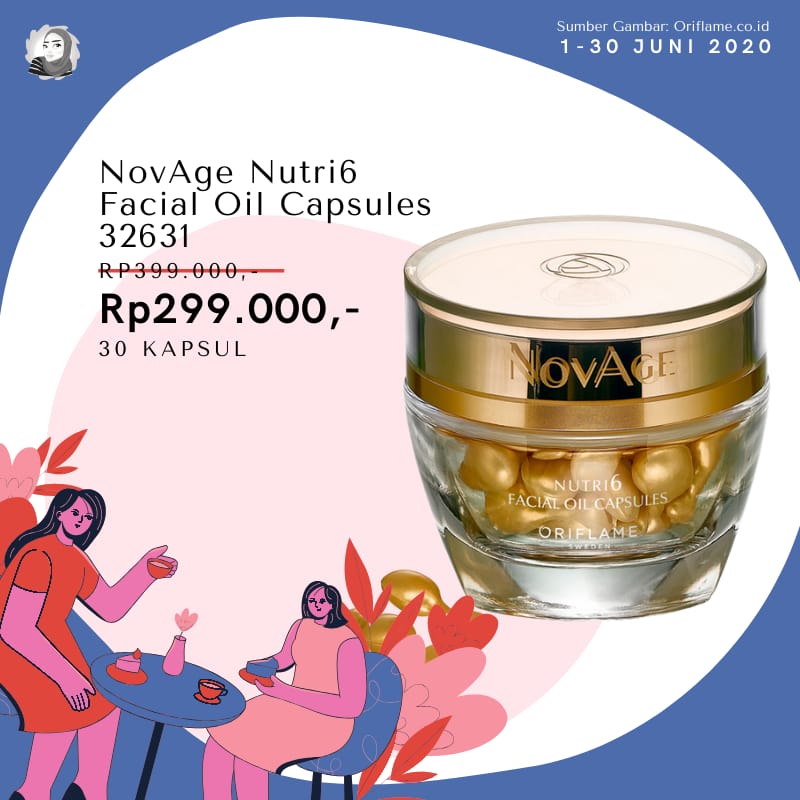 Sumber Gambar: Oriflame.co.id
1-30 JUNI 2020
NovAge Nutri6
Facial Oil Capsules
32631
RP399.000,-
Rp299.000,-
30 KAPSUL
NOVAGE
NUTRI6
FACIAL OIL CAPSULES
ORIFLAME
SWEDEN